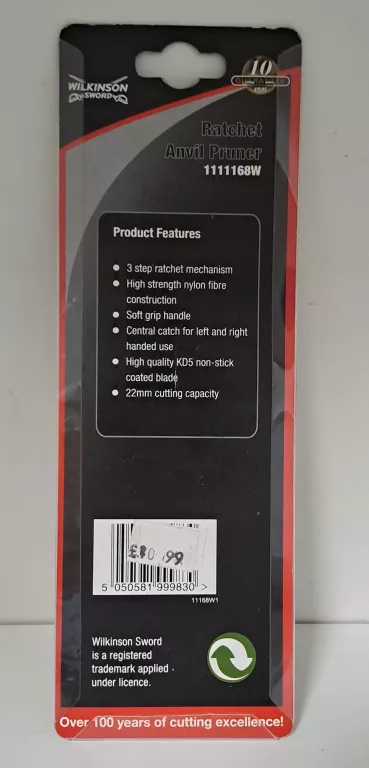 WILKINSON
SWORD
10
GUARANTEE
YEAR
Ratchet
Anvil Pruner
1111168W
Product Features
3 step ratchet mechanism
High strength nylon fibre
construction
Soft grip handle
Central catch for left and right
handed use
High quality KD5 non-stick
coated blade
22mm cutting capacity
£10.99
5 050581 999830 >
11168W1
Wilkinson Sword
is a registered
trademark applied
under licence.
Over 100 years of cutting excellence!